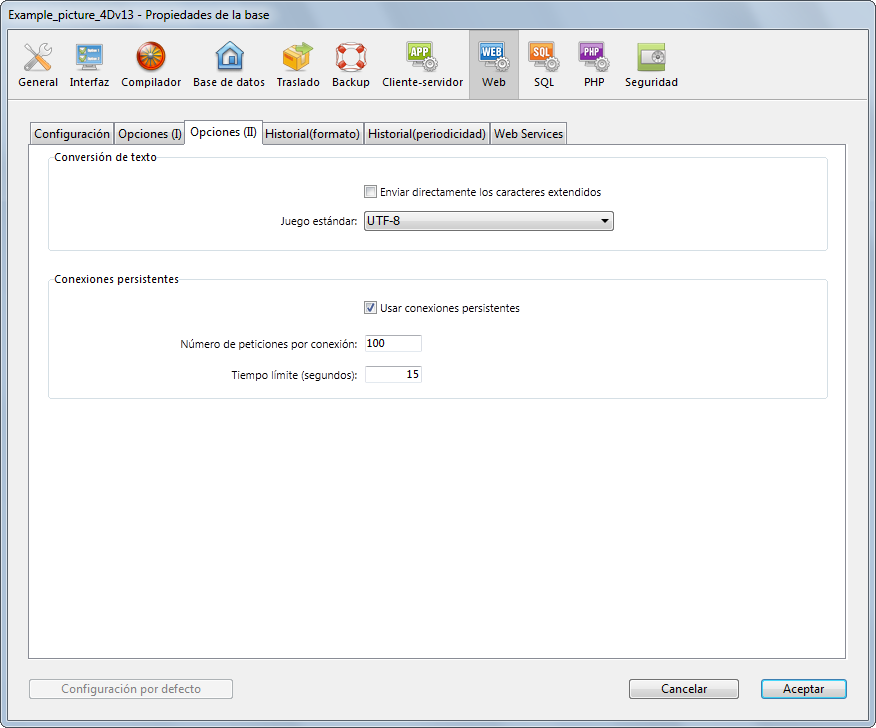 Example_picture_4Dv13 - Propiedades de la base
APP
WEB
SQL
PHP
General Interfaz Compilador Base de datos Traslado Backup Cliente-servidor Web SQL PHP Seguridad
Configuración Opciones (I) Opciones (II) Historial(formato) Historial(periodicidad) Web Services
Conversión de texto
Enviar directamente los caracteres extendidos
Juego estándar: UTF-8
Conexiones persistentes
Usar conexiones persistentes
Número de peticiones por conexión: 100
Tiempo límite (segundos): 15
Configuración por defecto Cancelar Aceptar